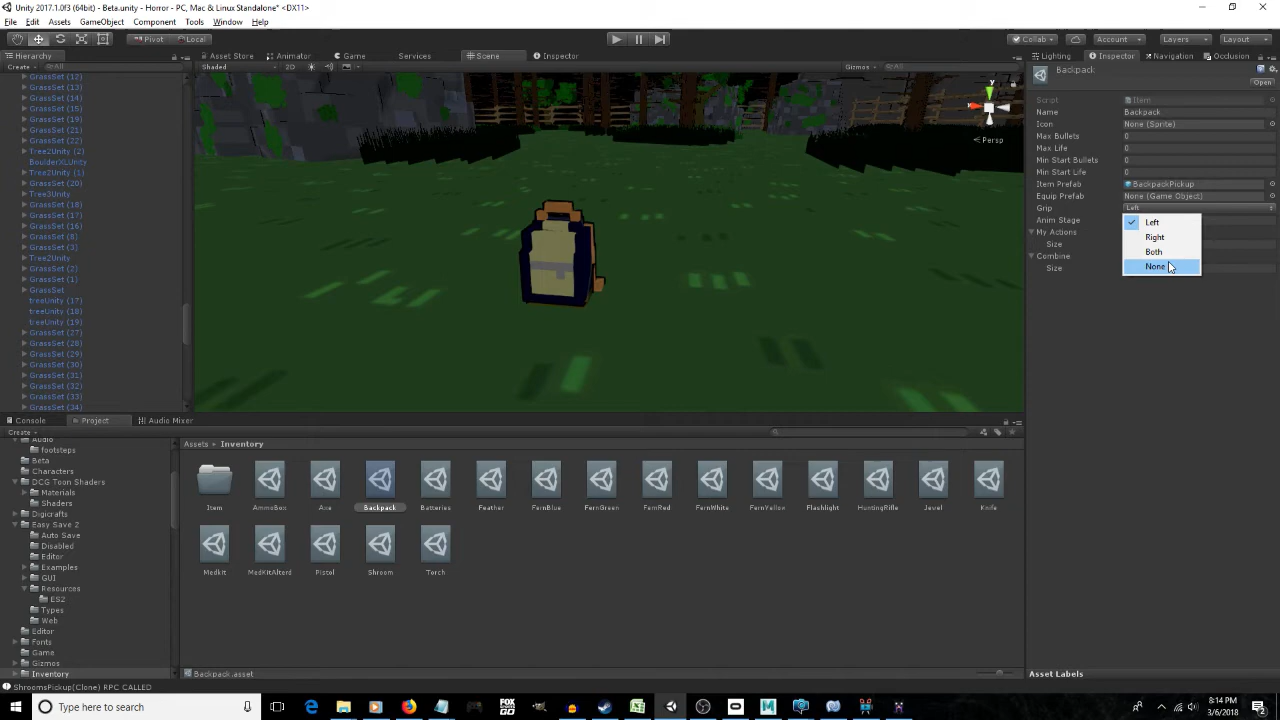 Unity 2017.1.0f3 (64bit) - Beta.unity - Horror - PC, Mac & Linux Standalone* <DX11>
File Edit Assets GameObject Component Tools Window Help
Pivot Local Collab Account Layers Layout
Hierarchy Asset Store Animator Game Services Scene Inspector Lighting Inspector Navigation Occlusion
Create All Shaded 2D Gizmos All Backpack
Open
GrassSet (12)
GrassSet (13)
GrassSet (14)
GrassSet (15)
GrassSet (19)
GrassSet (21)
GrassSet (22)
Tree2Unity (2)
BoulderXLUnity
Tree2Unity (1)
GrassSet (20)
Tree3Unity
GrassSet (18)
GrassSet (17)
GrassSet (16)
GrassSet (6)
GrassSet (3)
Tree2Unity
GrassSet (2)
GrassSet (1)
GrassSet
treeUnity (17)
treeUnity (18)
treeUnity (19)
GrassSet (27)
GrassSet (28)
GrassSet (29)
GrassSet (30)
GrassSet (31)
GrassSet (32)
GrassSet (33)
GrassSet (34)
y
x
z
Persp
Script Item
Name Backpack
Icon None (Sprite)
Max Bullets 0
Max Life 0
Min Start Bullets 0
Min Start Life 0
Item Prefab BackpackPickup
Equip Prefab None (Game Object)
Grip Left
Anim Stage
My Actions
Size
Combine
Size
Left
Right
Both
None
Console Project Audio Mixer
Create
Audio
footsteps
Beta
Characters
DCG Toon Shaders
Materials
Shaders
Digicrafts
Easy Save 2
Auto Save
Disabled
Editor
Examples
GUI
Resources
ES2
Types
Web
Editor
Fonts
Game
Gizmos
Inventory
Assets Inventory
Item AmmoBox Axe Backpack Batteries Feather FernBlue FernGreen FernRed FernWhite FernYellow Flashlight HuntingRifle Jewel Knife
Medkit MedKitAlterd Pistol Shroom Torch
Backpack.asset
Asset Labels
ShroomsPickup(Clone) RPC CALLED
Type here to search
FOX
GO
8:14 PM
3/6/2018